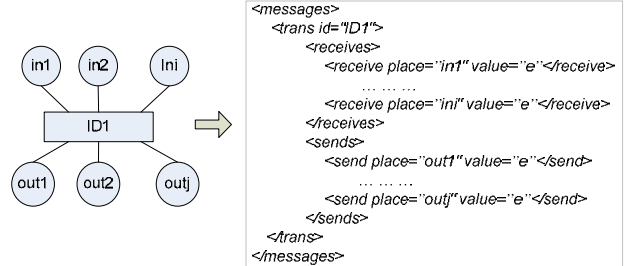 in1 in2 Ini
ID1
out1 out2 outj
<messages>
<trans id="ID1">
<receives>
<receive place="in1" value="e"</receive>
... ... ...
<receive place="ini" value="e"</receive>
</receives>
<sends>
<send place="out1" value="e"</send>
... ... ...
<send place="outj" value="e"</send>
</sends>
</trans>
</messages>